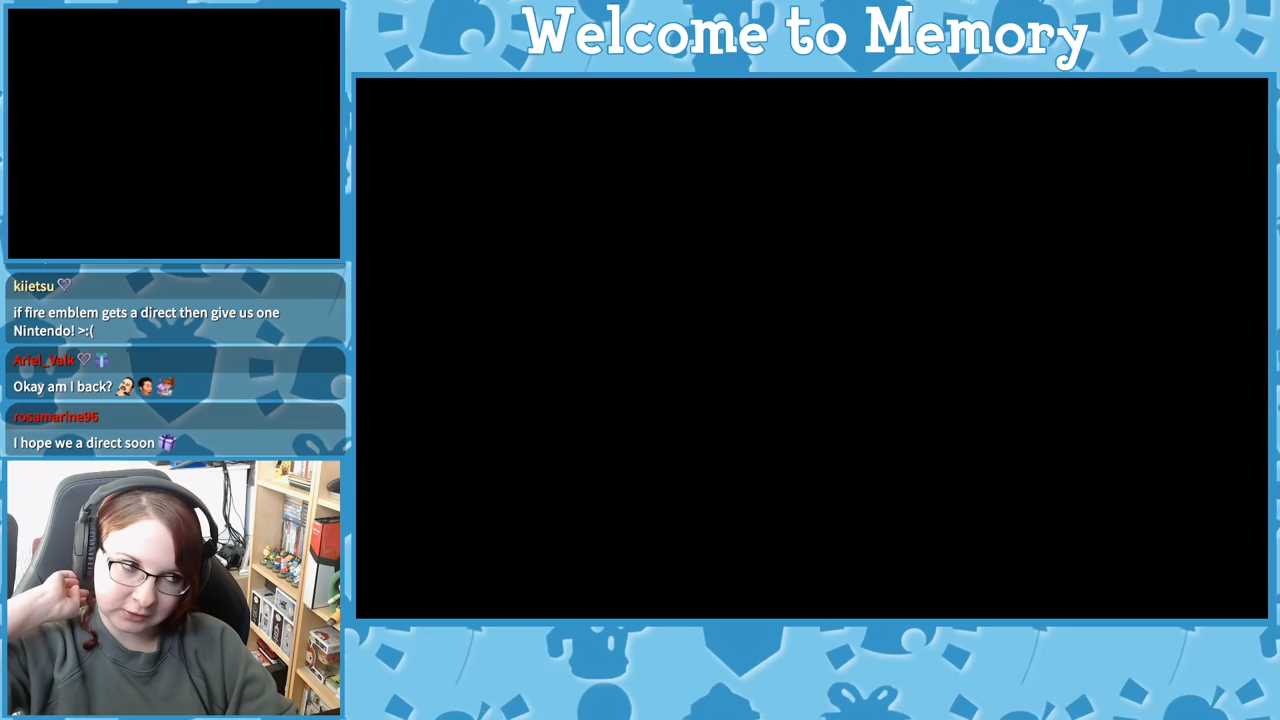 Welcome to Memory
kiietsu
if fire emblem gets a direct then give us one
Nintendo! >:(
Ariel_Valk
Okay am I back?
rosamarine96
I hope we a direct soon